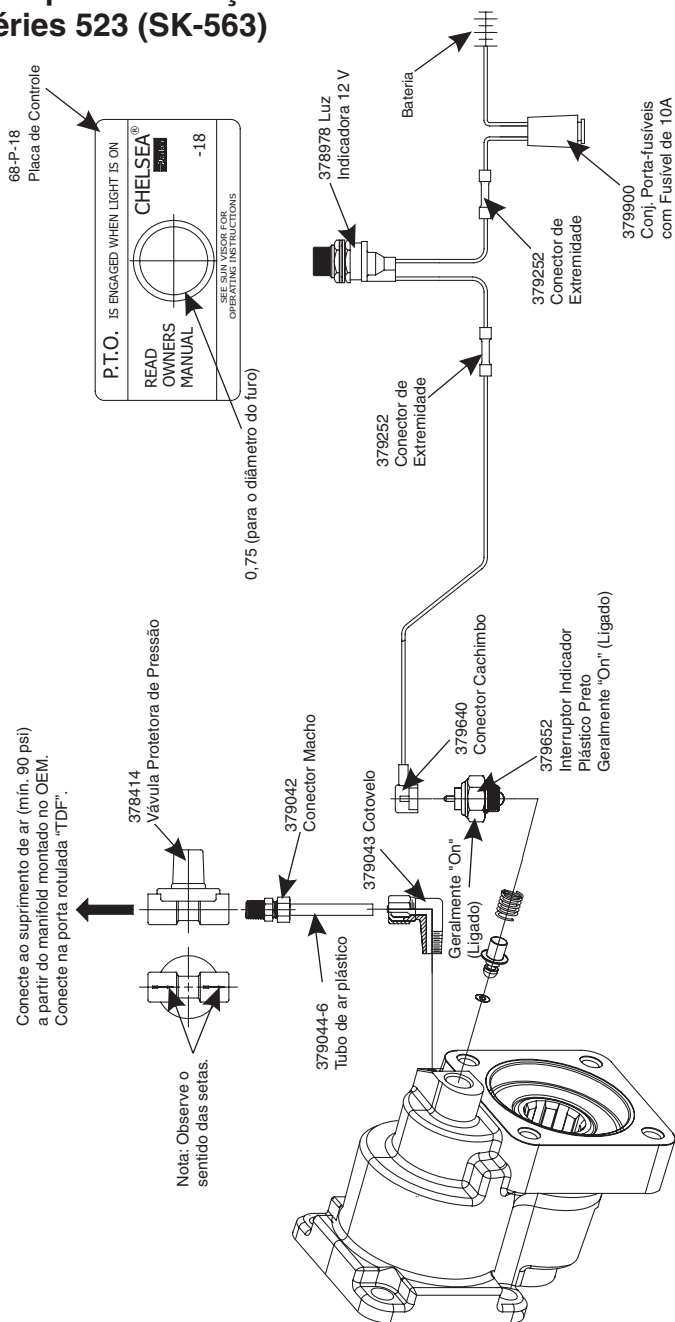 éries 523 (SK-563)
68-P-18
Placa de Controle
P.T.O. IS ENGAGED WHEN LIGHT IS ON
READ
OWNERS
MANUAL
CHELSEA®
-18
SEE SUN VISOR FOR
OPERATING INSTRUCTIONS
0,75 (para o diâmetro do furo)
Conecte ao suprimento de ar (mín. 90 psi)
a partir do manifold montado no OEM.
Conecte na porta rotulada “TDF”.
378414
Vávula Protetora de Pressão
Nota: Observe o
sentido das setas.
379042
Conector Macho
379044-6
Tubo de ar plástico
379043 Cotovelo
Geralmente "On"
(Ligado)
379640
Conector Cachimbo
379652
Interruptor Indicador
Plástico Preto
Geralmente “On” (Ligado)
379252
Conector de
Extremidade
378978 Luz
Indicadora 12 V
379252
Conector de
Extremidade
Bateria
379900
Conj. Porta-fusíveis
com Fusível de 10A